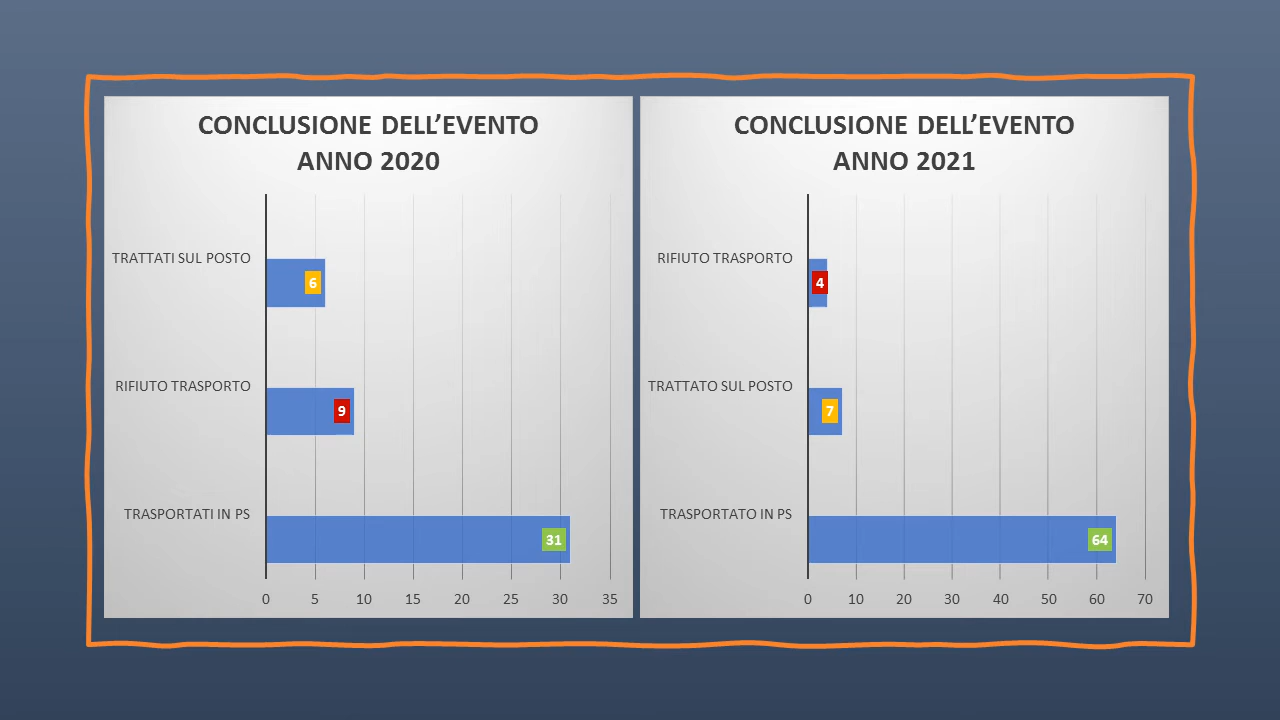 CONCLUSIONE DELL’EVENTO
ANNO 2020
TRATTATI SUL POSTO
6
RIFIUTO TRASPORTO
9
TRASPORTATI IN PS
31
0 5 10 15 20 25 30 35
CONCLUSIONE DELL’EVENTO
ANNO 2021
RIFIUTO TRASPORTO
4
TRATTATO SUL POSTO
7
TRASPORTATO IN PS
64
0 10 20 30 40 50 60 70